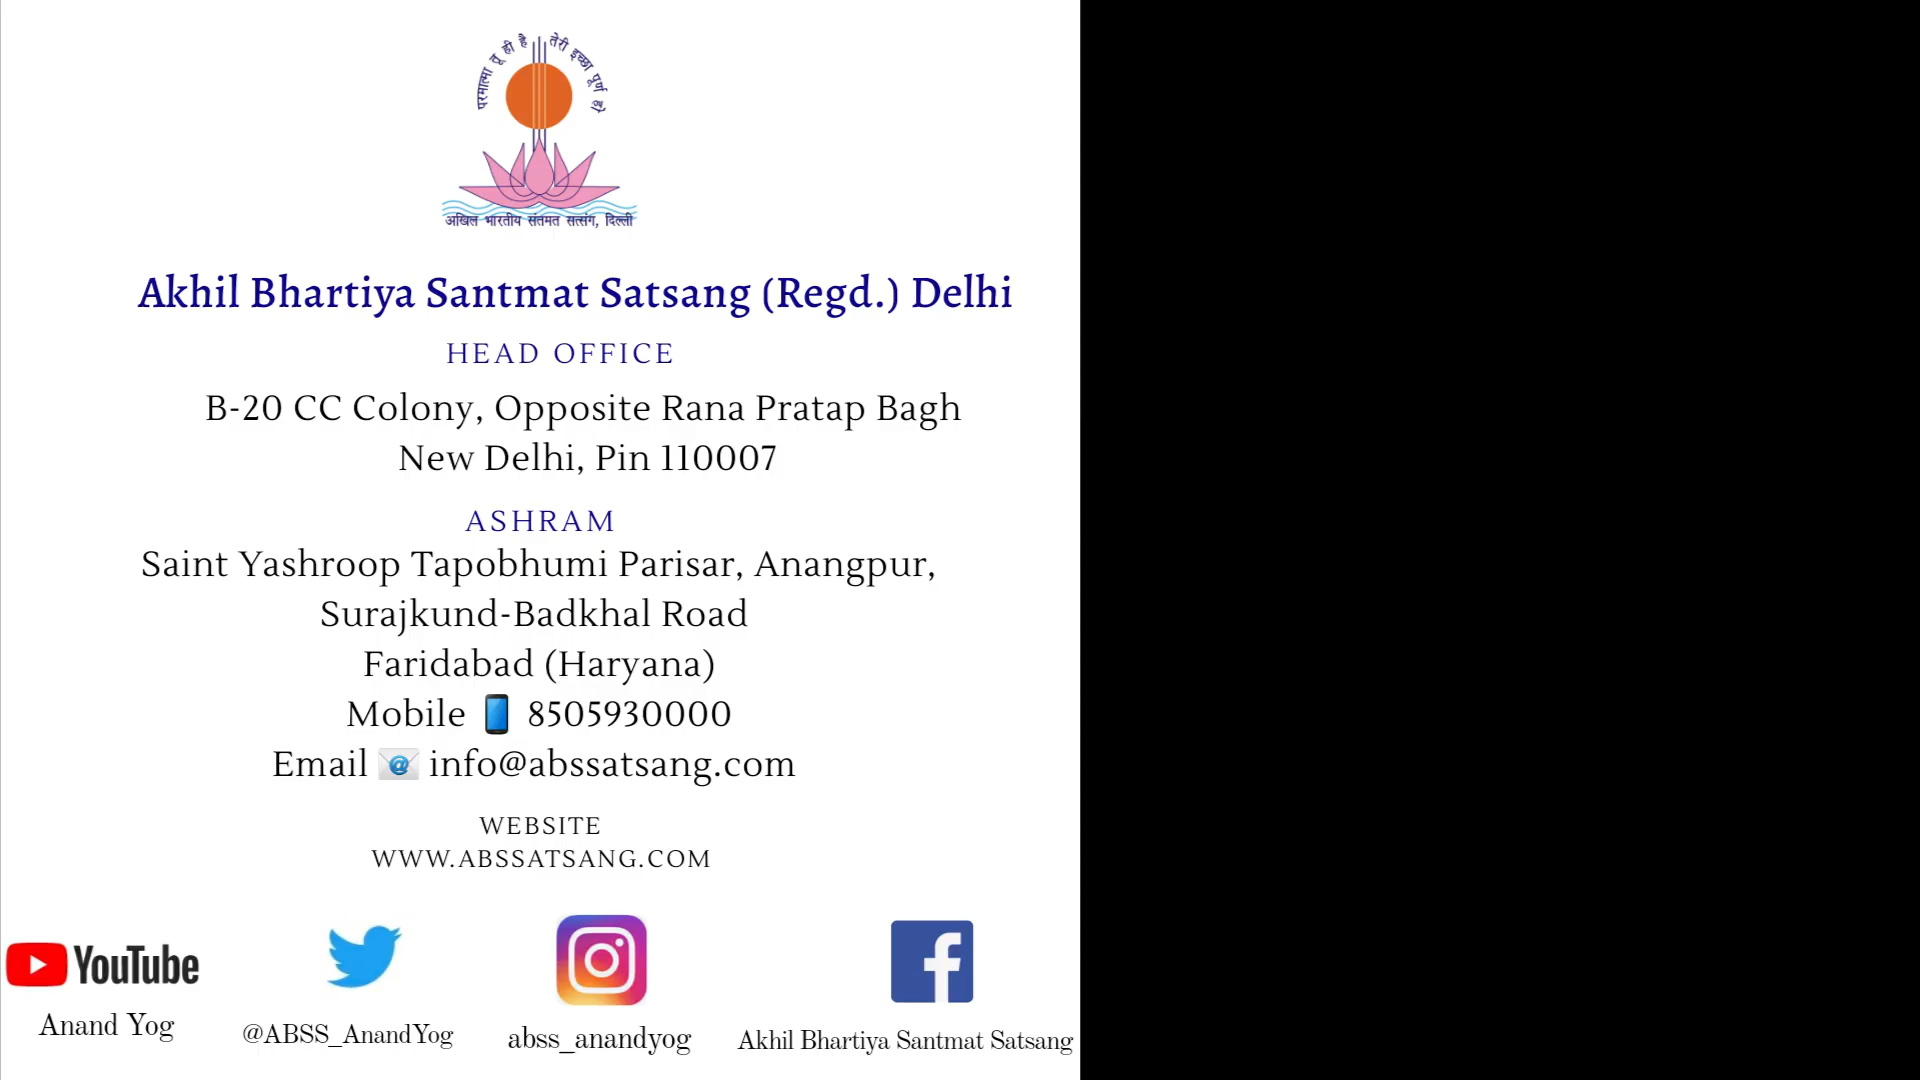 परमात्मा तू ही है तेरी इच्छा पूर्ण हो
अखिल भारतीय संतमत सत्संग, दिल्ली
Akhil Bhartiya Santmat Satsang (Regd.) Delhi
HEAD OFFICE
B-20 CC Colony, Opposite Rana Pratap Bagh
New Delhi, Pin 110007
ASHRAM
Saint Yashroop Tapobhumi Parisar, Anangpur,
Surajkund-Badkhal Road
Faridabad (Haryana)
Mobile 📱 8505930000
Email 📧 info@abssatsang.com
WEBSITE
WWW.ABSSATSANG.COM
YouTube
Anand Yog
@ABSS_AnandYog
abss_anandyog
Akhil Bhartiya Santmat Satsang